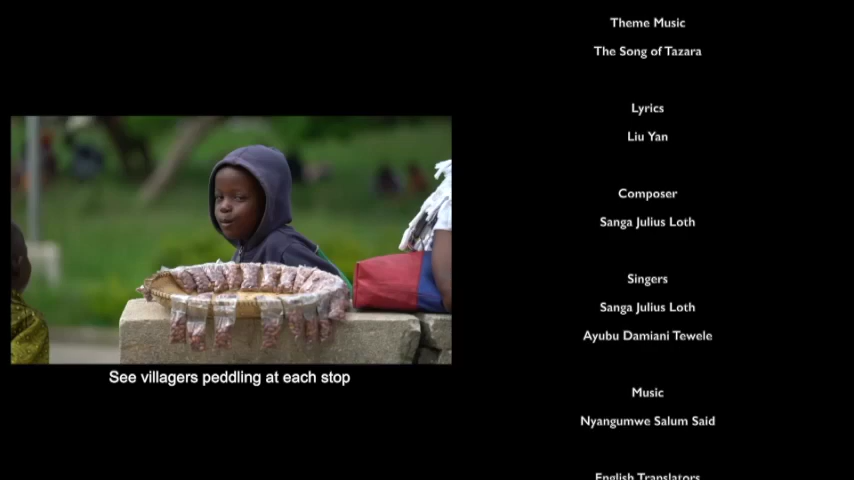 Theme Music
The Song of Tazara
Lyrics
Liu Yan
Composer
Sanga Julius Loth
Singers
Sanga Julius Loth
Ayubu Damiani Tewele
Music
Nyangumwe Salum Said
English Translators
See villagers peddling at each stop